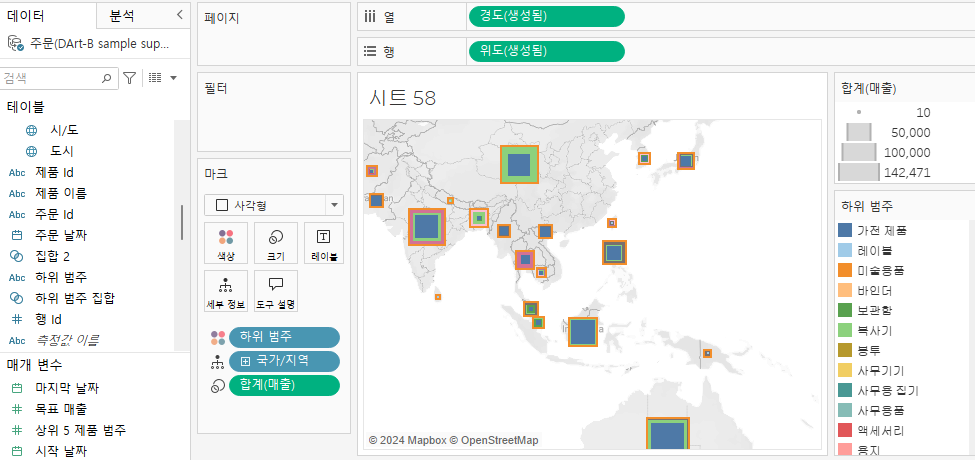 데이터
분석
주문(DArt-B sample sup...
검색
테이블
시/도
도시
Abc 제품 Id
Abc 제품 이름
Abc 주문 Id
주문 날짜
집합 2
Abc 하위 범주
하위 범주 집합
# 행 Id
Abc 측정값 이름
매개 변수
마지막 날짜
# 목표 매출
# 상위 5 제품 범주
시작 날짜
페이지
필터
마크
사각형
색상
크기
T
레이블
세부 정보
도구 설명
하위 범주
국가/지역
합계(매출)
열
경도(생성됨)
행
위도(생성됨)
시트 58
© 2024 Mapbox © OpenStreetMap
합계(매출)
10
50,000
100,000
142,471
하위 범주
가전 제품
레이블
미술용품
바인더
보관함
복사기
봉투
사무기기
사무용 집기
사무용품
액세서리
용지